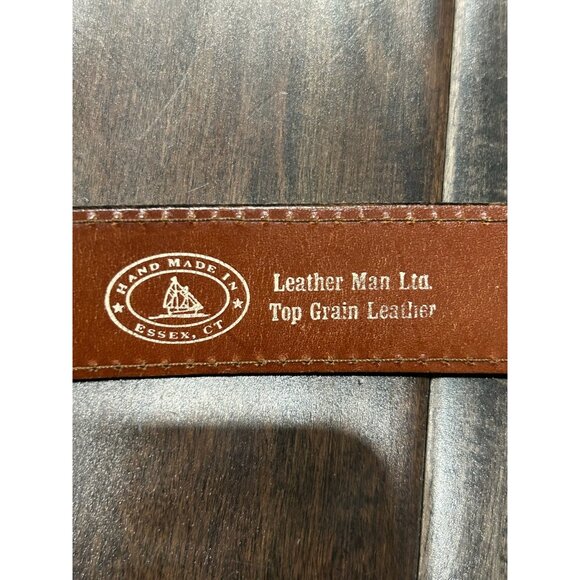 HAND MADE IN
ESSEX, CT
Leather Man Ltd.
Top Grain Leather